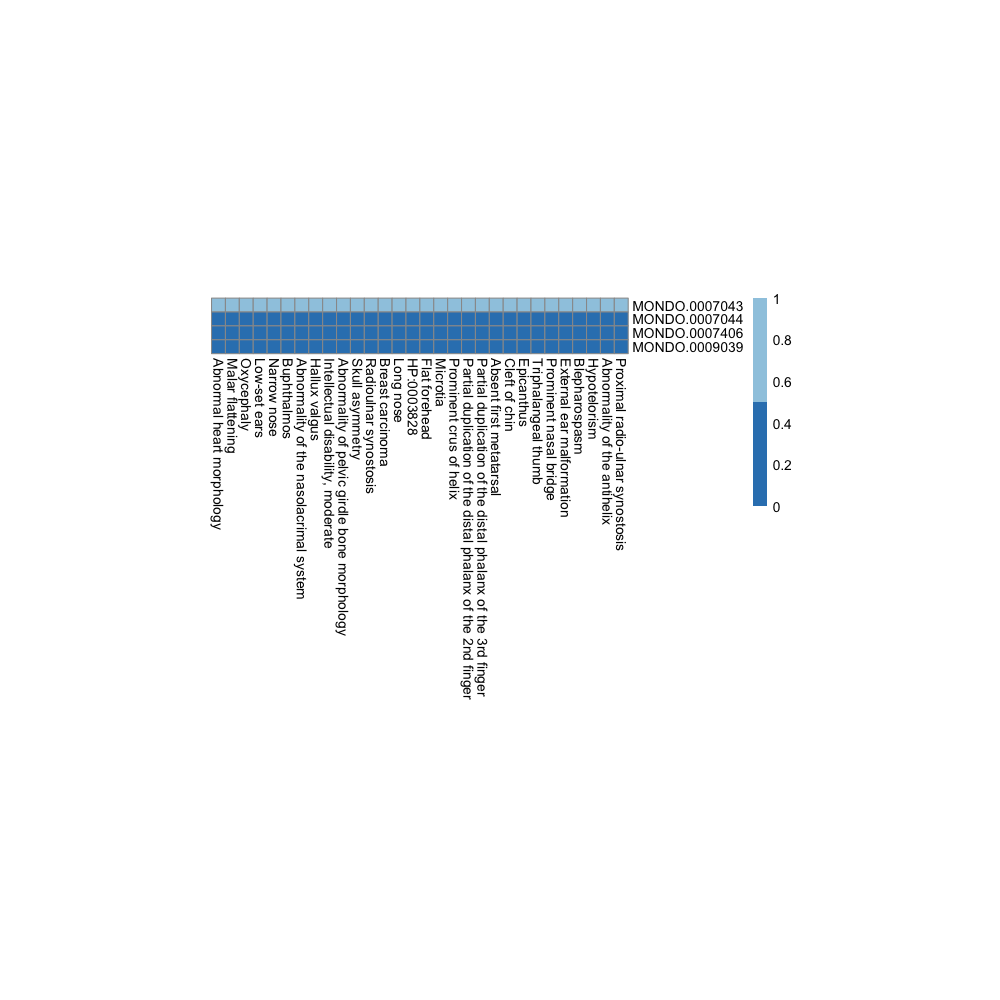 MONDO.0007043
MONDO.0007044
MONDO.0007406
MONDO.0009039
1
0.8
0.6
0.4
0.2
0
Abnormal heart morphology
Malar flattening
Oxycephaly
Low-set ears
Narrow nose
Buphthalmos
Abnormality of the nasolacrimal system
Hallux valgus
Intellectual disability, moderate
Abnormality of pelvic girdle bone morphology
Skull asymmetry
Radioulnar synostosis
Breast carcinoma
Long nose
HP:0003828
Flat forehead
Microtia
Prominent crus of helix
Partial duplication of the distal phalanx of the 2nd finger
Partial duplication of the distal phalanx of the 3rd finger
Absent first metatarsal
Cleft of chin
Epicanthus
Triphalangeal thumb
Prominent nasal bridge
External ear malformation
Blepharospasm
Hypotelorism
Abnormality of the antihelix
Proximal radio-ulnar synostosis